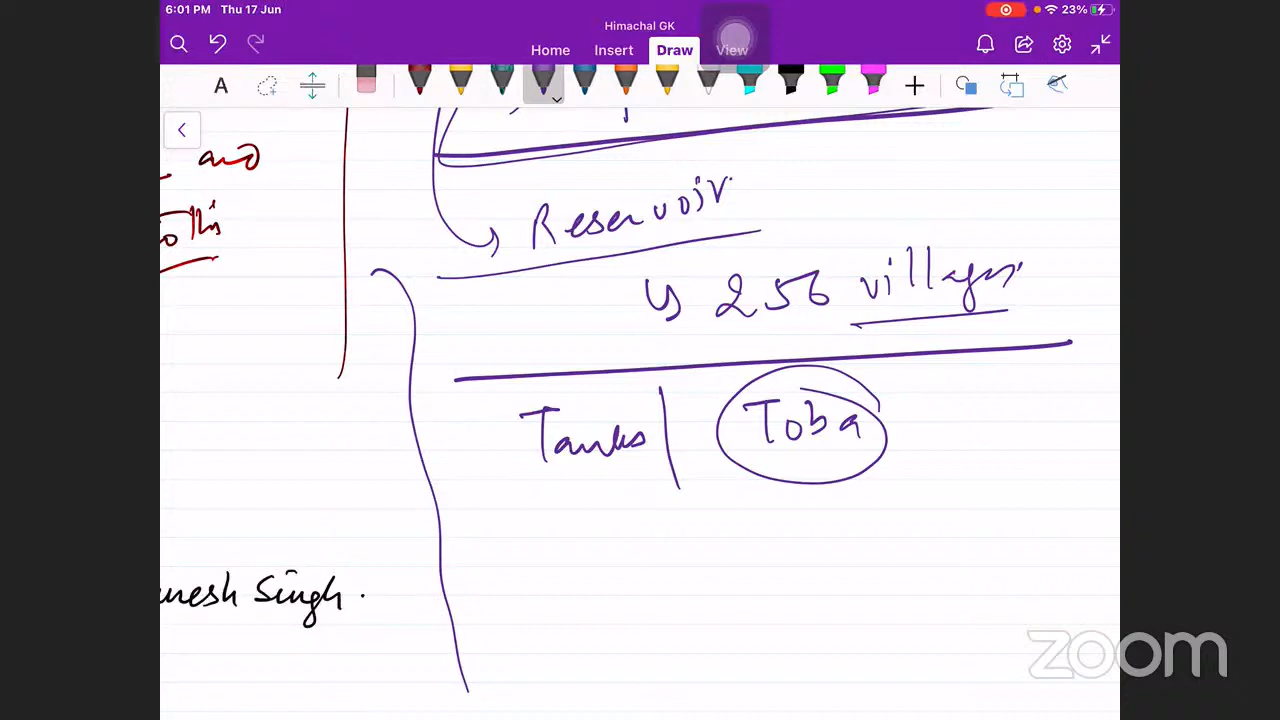 6:01 PM Thu 17 Jun
23%
Himachal GK
Home Insert Draw View
A
and
Reservoir
↳ 256 villages
Tanks | Toba
nesh Singh.
zoom